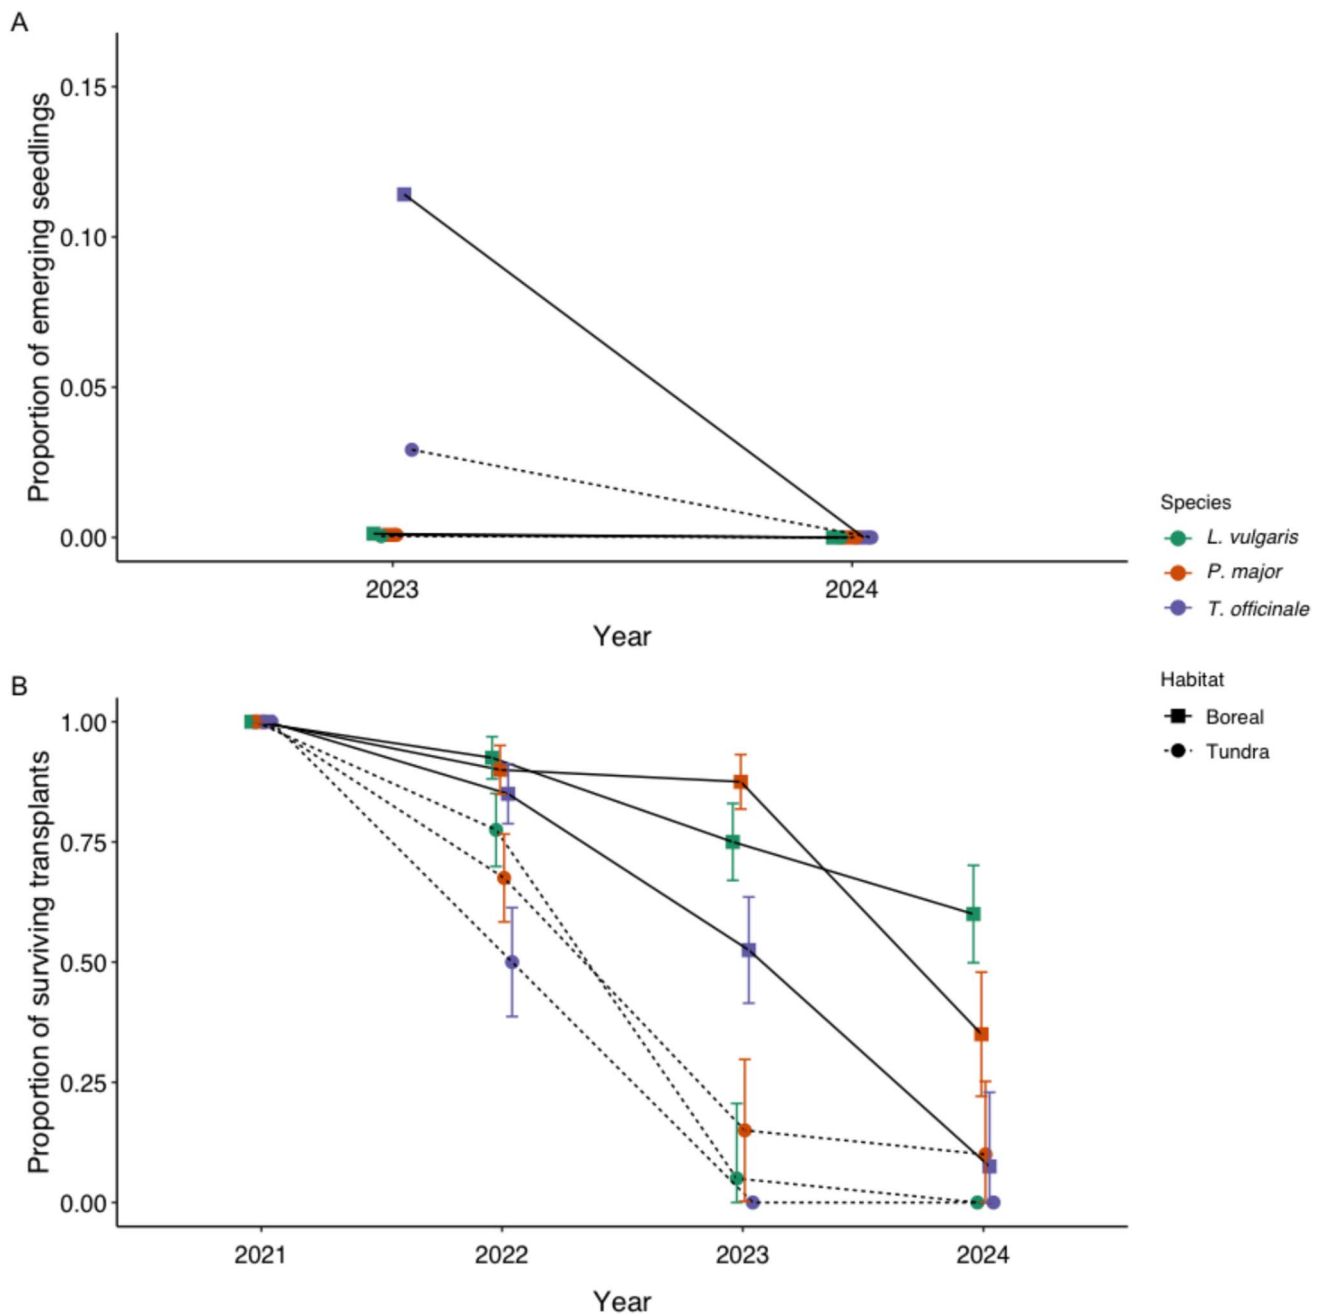 A
Proportion of emerging seedlings
0.15
0.10
0.05
0.00
2023
2024
Year
Species
L. vulgaris
P. major
T. officinale
Habitat
Boreal
Tundra
B
Proportion of surviving transplants
1.00
0.75
0.50
0.25
0.00
2021
2022
2023
2024
Year